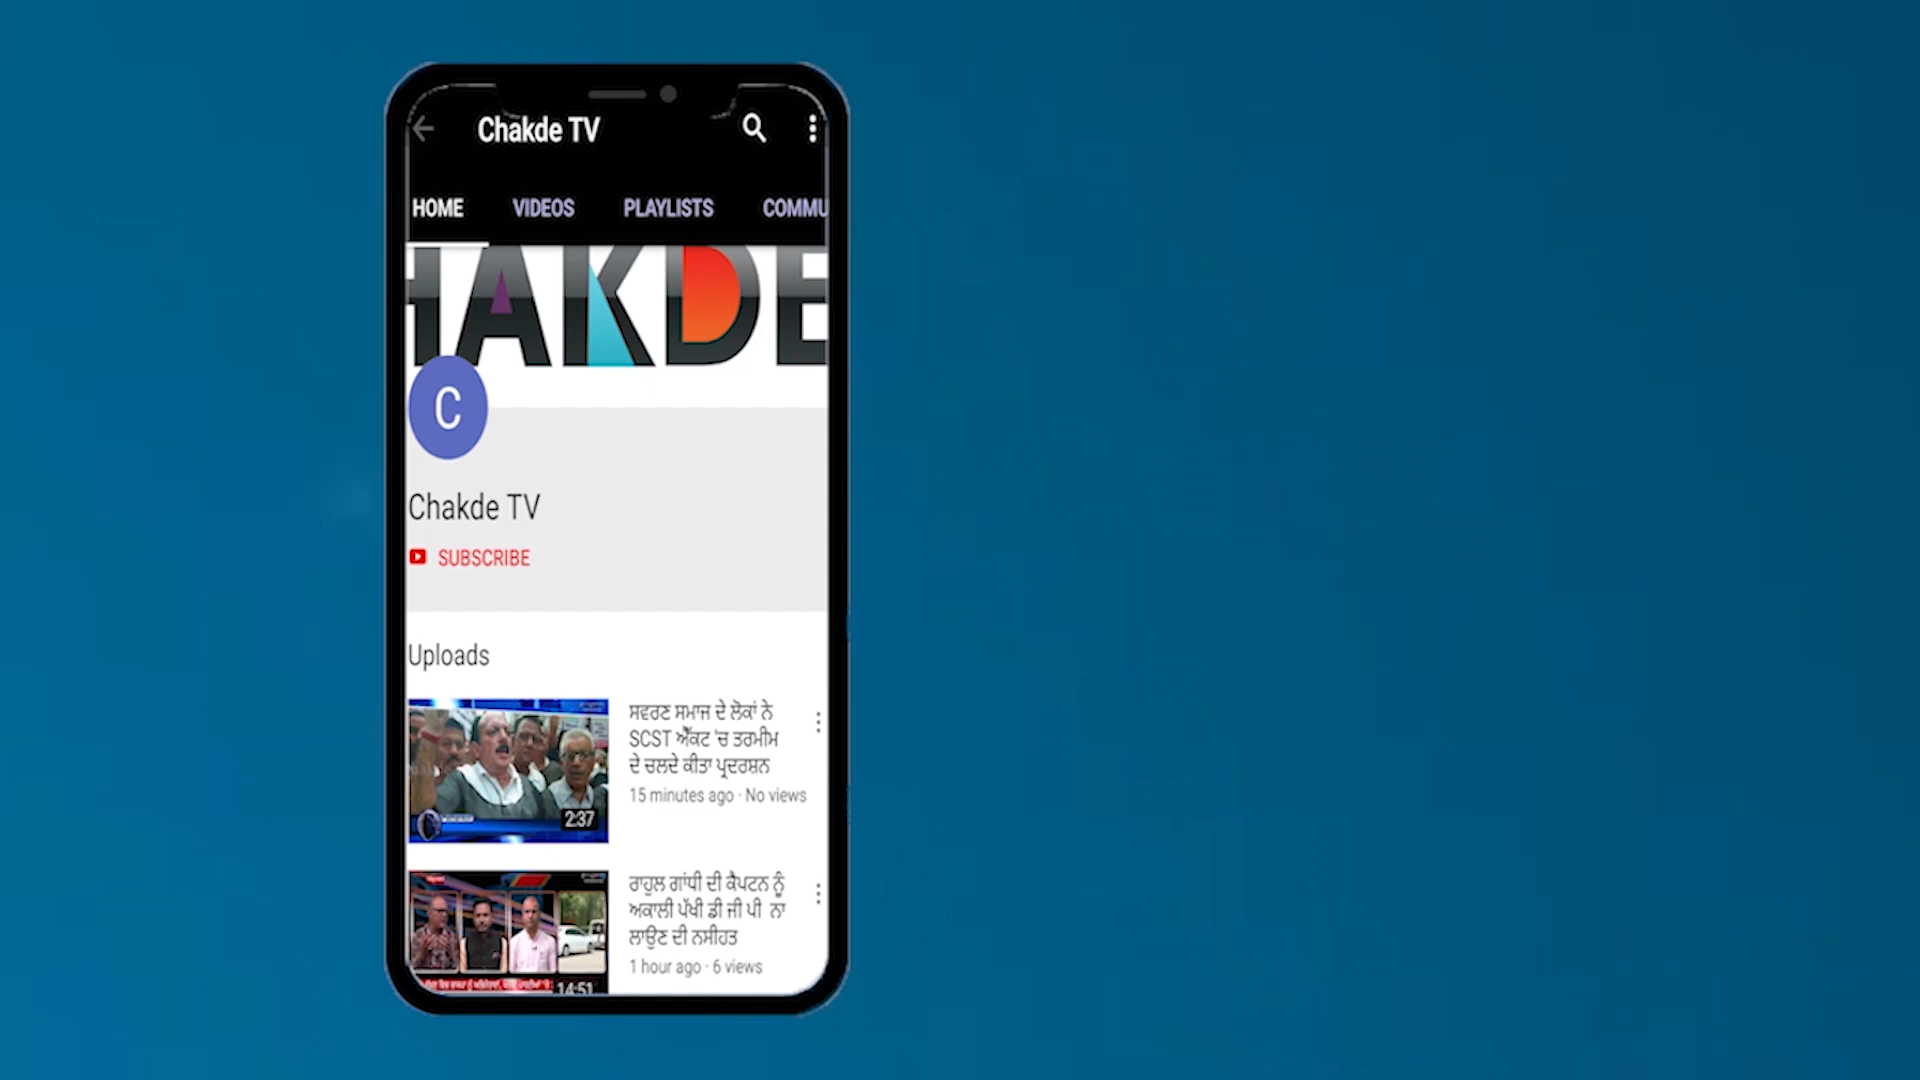 Chakde TV
HOME VIDEOS PLAYLISTS COMMU
HAKDE
C
Chakde TV
SUBSCRIBE
Uploads
ਸਵਰਣ ਸਮਾਜ ਦੇ ਲੋਕਾਂ ਨੇ
SCST ਐਕਟ 'ਚ ਤਰਮੀਮ
ਦੇ ਚਲਦੇ ਕੀਤਾ ਪ੍ਰਦਰਸ਼ਨ
15 minutes ago · No views
2:37
ਰਾਹੁਲ ਗਾਂਧੀ ਦੀ ਕੈਪਟਨ ਨੂੰ
ਅਕਾਲੀ ਪੱਖੀ ਡੀ ਜੀ ਪੀ ਨਾ
ਲਾਉਣ ਦੀ ਨਸੀਹਤ
1 hour ago · 6 views
14:51